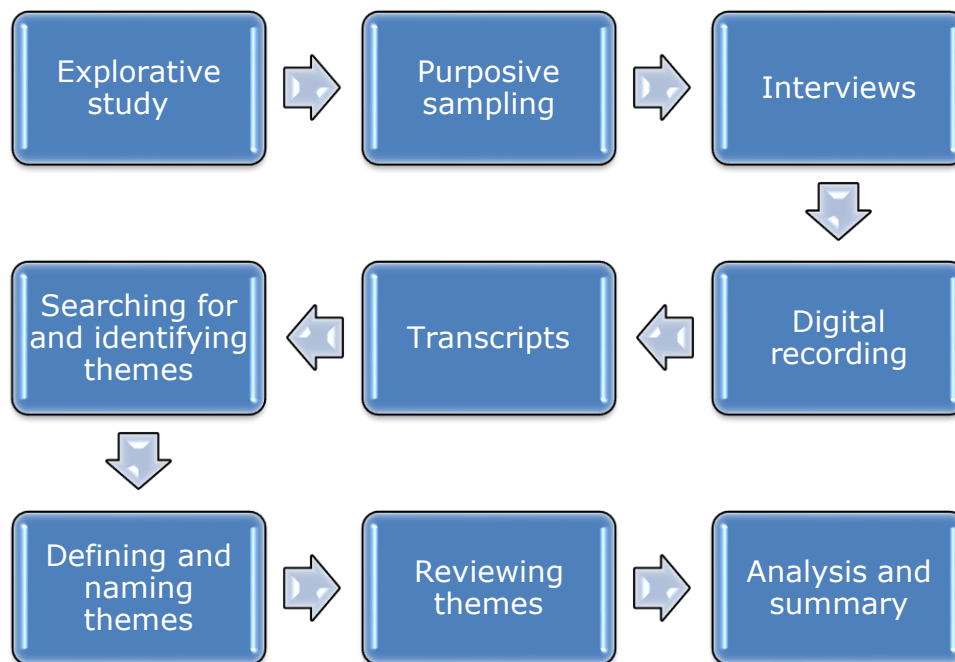 Explorative
study
Purposive
sampling
Interviews
Digital
recording
Transcripts
Searching for
and identifying
themes
Defining and
naming
themes
Reviewing
themes
Analysis and
summary